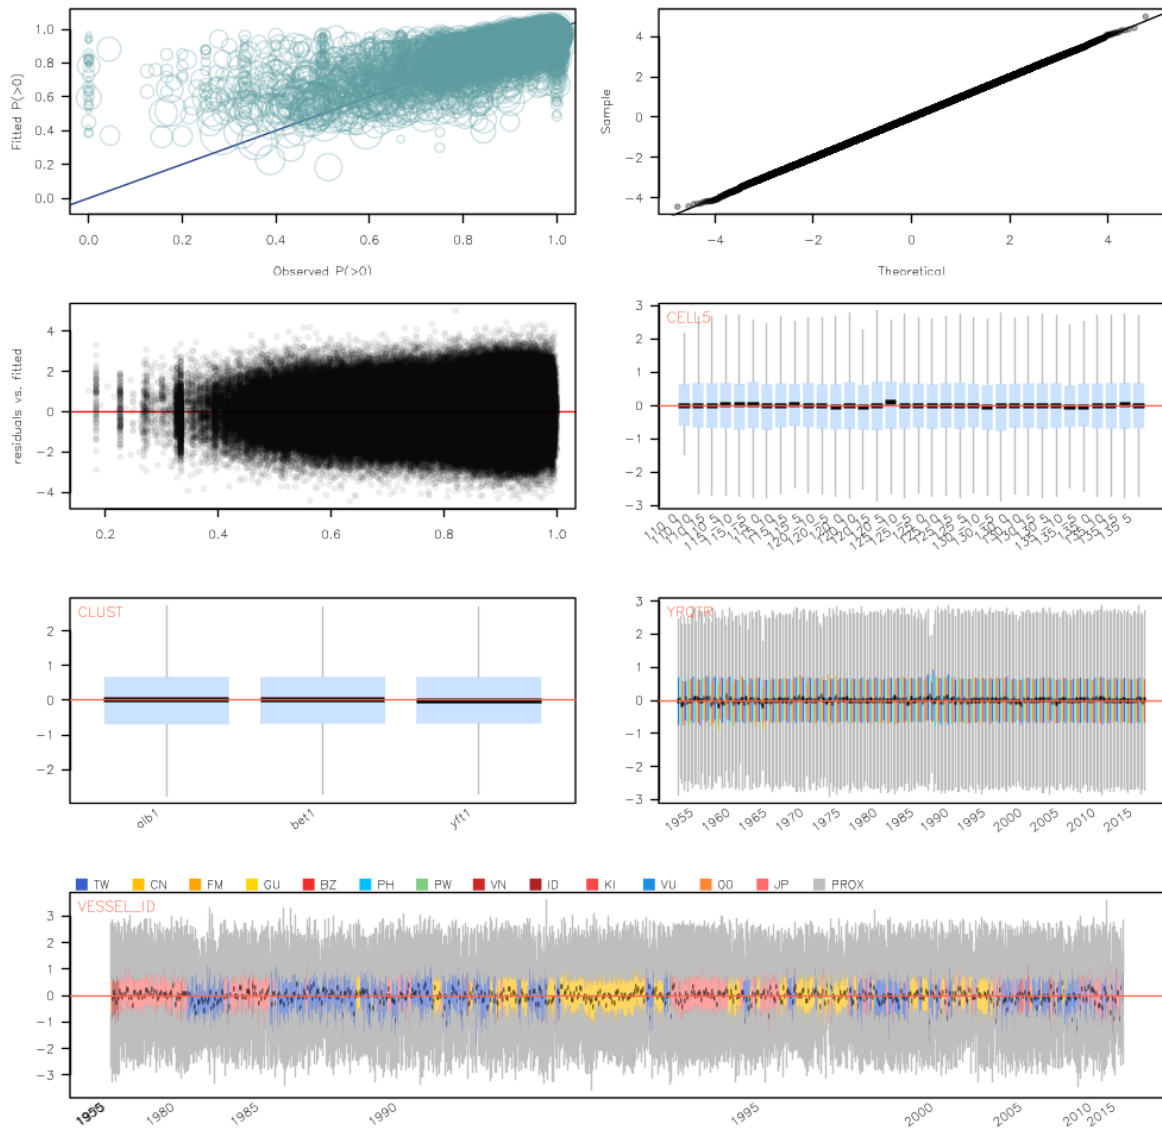 Fitted P(>0)
1.0
0.8
0.6
0.4
0.2
0.0
0.0 0.2 0.4 0.6 0.8 1.0
Observed P(>0)
Sample
4
2
0
−2
−4
−4 −2 0 2 4
Theoretical
residuals vs. fitted
4
2
0
−2
−4
0.2 0.4 0.6 0.8 1.0
CELL5
3
2
1
0
−1
−2
−3
CLUST
2
1
0
−1
−2
alb1 bet1 yft1
YRQTR
3
2
1
0
−1
−2
−3
1955 1960 1965 1970 1975 1980 1985 1990 1995 2000 2005 2010 2015
TW CN FM GU BZ PH PW VN ID KI VU OO JP PROX
VESSEL_ID
3
2
1
0
−1
−2
−3
1955 1980 1985 1990 1995 2000 2005 2010 2015